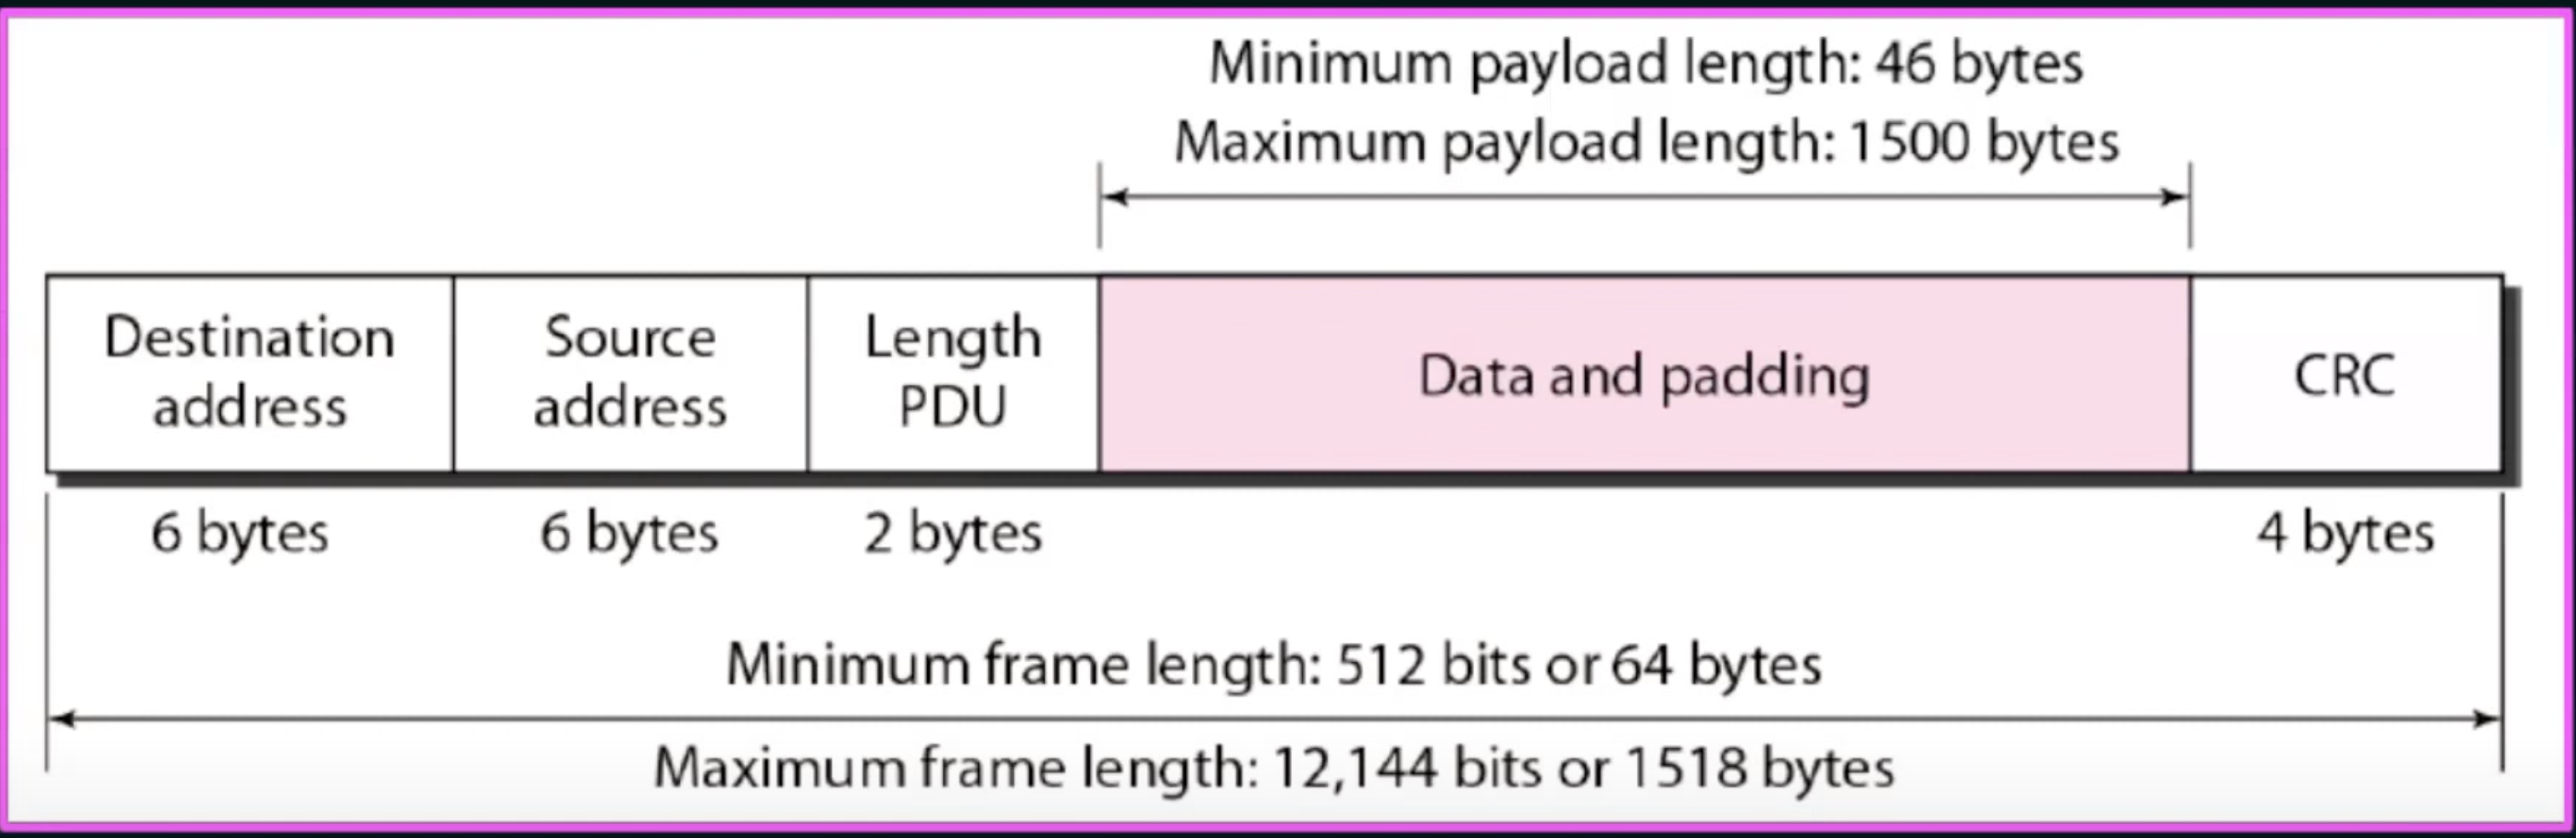 Minimum payload length: 46 bytes
Maximum payload length: 1500 bytes
Destination
address
Source
address
Length
PDU
Data and padding
CRC
6 bytes
6 bytes
2 bytes
4 bytes
Minimum frame length: 512 bits or 64 bytes
Maximum frame length: 12,144 bits or 1518 bytes